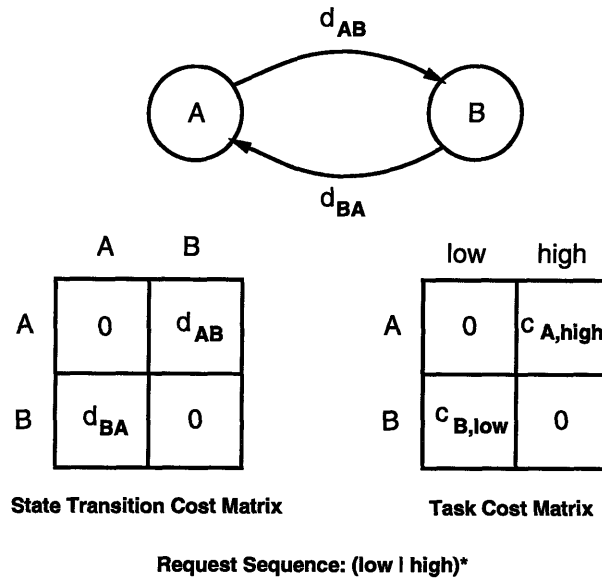 d_AB
A B
d_BA
A B low high
A 0 d_AB A 0 c_A,high
B d_BA 0 B c_B,low 0
State Transition Cost Matrix Task Cost Matrix
Request Sequence: (low | high)*